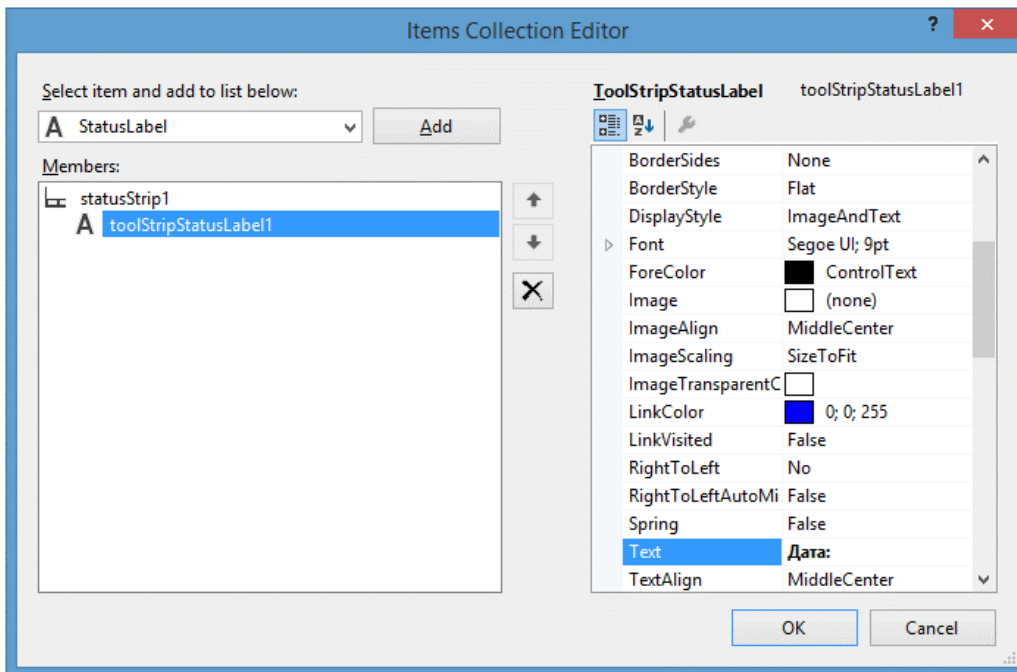 Items Collection Editor
?
Select item and add to list below:
StatusLabel
Add
Members:
statusStrip1
toolStripStatusLabel1
ToolStripStatusLabel toolStripStatusLabel1
BorderSides None
BorderStyle Flat
DisplayStyle ImageAndText
Font Segoe UI; 9pt
ForeColor ControlText
Image (none)
ImageAlign MiddleCenter
ImageScaling SizeToFit
ImageTransparentC
LinkColor 0; 0; 255
LinkVisited False
RightToLeft No
RightToLeftAutoMi False
Spring False
Text Дата:
TextAlign MiddleCenter
OK Cancel